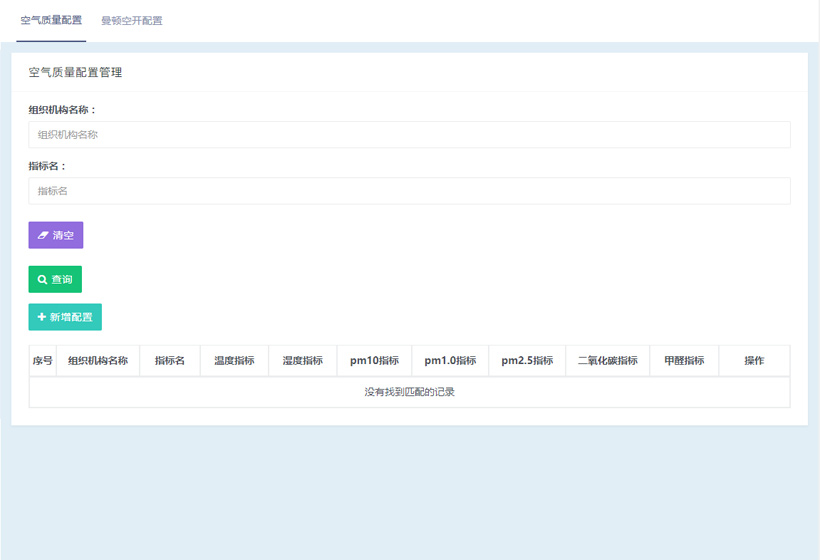 空气质量配置 曼顿空开配置
空气质量配置管理
组织机构名称：
组织机构名称
指标名：
指标名
清空
查询
新增配置
序号 组织机构名称 指标名 温度指标 湿度指标 pm10指标 pm1.0指标 pm2.5指标 二氧化碳指标 甲醛指标 操作
没有找到匹配的记录